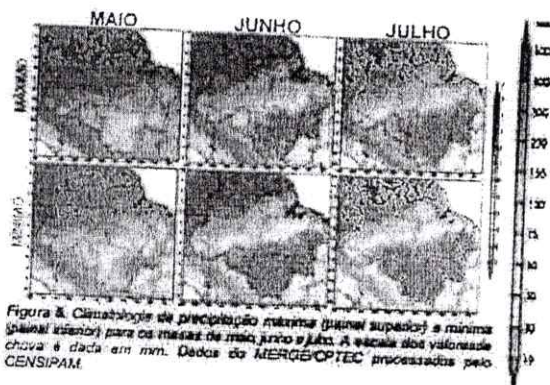 MAIO JUNHO JULHO
MÁXIMO
MÍNIMO
Figura 8. Climatologia de precipitação máxima (painel superior) e mínima
(painel inferior) para os meses de maio, junho e julho. A escala dos valores de
chuva é dada em mm. Dados do MERGE/CPTEC processados pelo
CENSIPAM.